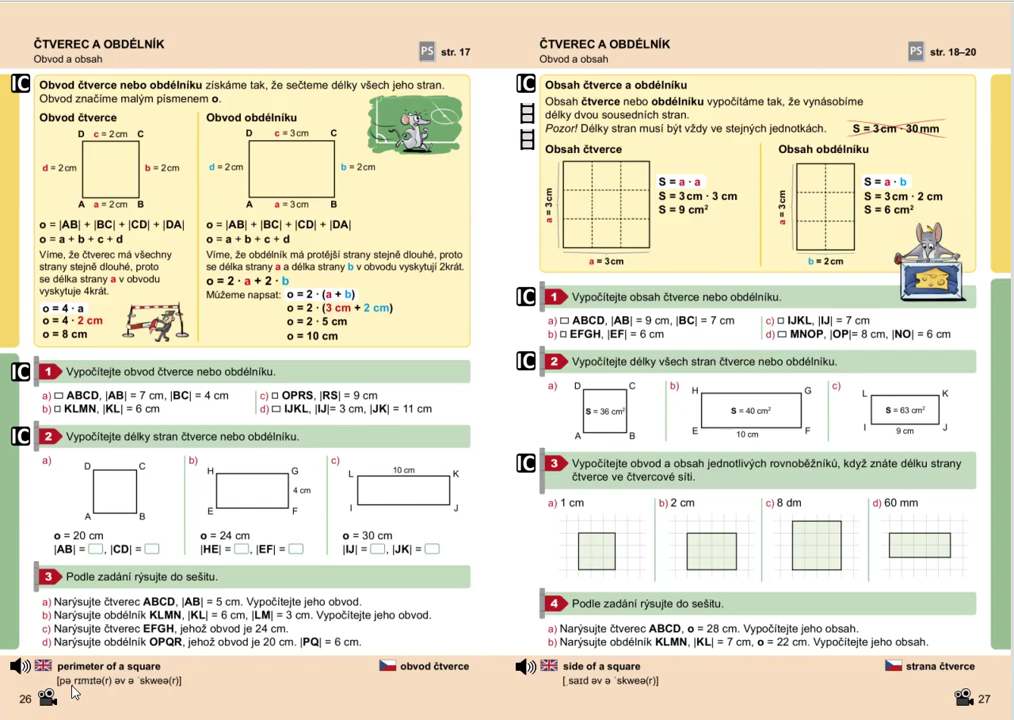 ČTVEREC A OBDÉLNÍK
Obvod a obsah
PS str. 17
IC
Obvod čtverce nebo obdélníku získáme tak, že sečteme délky všech jeho stran.
Obvod značíme malým písmenem o.
Obvod čtverce
D c = 2 cm C
d = 2 cm b = 2 cm
A a = 2 cm B
o = |AB| + |BC| + |CD| + |DA|
o = a + b + c + d
Víme, že čtverec má všechny
strany stejně dlouhé, proto
se délka strany a v obvodu
vyskytuje 4krát.
o = 4 · a
o = 4 · 2 cm
o = 8 cm
Obvod obdélníku
D c = 3 cm C
d = 2 cm b = 2 cm
A a = 3 cm B
o = |AB| + |BC| + |CD| + |DA|
o = a + b + c + d
Víme, že obdélník má protější strany stejně dlouhé, proto
se délka strany a a délka strany b v obvodu vyskytují 2krát.
o = 2 · a + 2 · b
Můžeme napsat: o = 2 · (a + b)
o = 2 · (3 cm + 2 cm)
o = 2 · 5 cm
o = 10 cm
IC
1 Vypočítejte obvod čtverce nebo obdélníku.
a) ▭ ABCD, |AB| = 7 cm, |BC| = 4 cm
b) □ KLMN, |KL| = 6 cm
c) □ OPRS, |RS| = 9 cm
d) ▭ IJKL, |IJ|= 3 cm, |JK| = 11 cm
IC
2 Vypočítejte délky stran čtverce nebo obdélníku.
a)
D C
A B
o = 20 cm
|AB| = □, |CD| = □
b)
H G
4 cm
E F
o = 24 cm
|HE| = □, |EF| = □
c)
10 cm
L K
I J
o = 30 cm
|IJ| = □, |JK| = □
3 Podle zadání rýsujte do sešitu.
a) Narýsujte čtverec ABCD, |AB| = 5 cm. Vypočítejte jeho obvod.
b) Narýsujte obdélník KLMN, |KL| = 6 cm, |LM| = 3 cm. Vypočítejte jeho obvod.
c) Narýsujte čtverec EFGH, jehož obvod je 24 cm.
d) Narýsujte obdélník OPQR, jehož obvod je 20 cm. |PQ| = 6 cm.
perimeter of a square
obvod čtverce
26
ČTVEREC A OBDÉLNÍK
Obvod a obsah
PS str. 18–20
IC
Obsah čtverce a obdélníku
Obsah čtverce nebo obdélníku vypočítáme tak, že vynásobíme
délky dvou sousedních stran.
Pozor! Délky stran musí být vždy ve stejných jednotkách. S = 3 cm · 30 mm
Obsah čtverce
a = 3 cm
a = 3 cm
S = a · a
S = 3 cm · 3 cm
S = 9 cm²
Obsah obdélníku
a = 3 cm
b = 2 cm
S = a · b
S = 3 cm · 2 cm
S = 6 cm²
IC
1 Vypočítejte obsah čtverce nebo obdélníku.
a) ▭ ABCD, |AB| = 9 cm, |BC| = 7 cm
b) □ EFGH, |EF| = 6 cm
c) □ IJKL, |IJ| = 7 cm
d) ▭ MNOP, |OP|= 8 cm, |NO| = 6 cm
IC
2 Vypočítejte délky všech stran čtverce nebo obdélníku.
a)
D C
S = 36 cm²
A B
b)
H G
S = 40 cm²
E 10 cm F
c)
L K
S = 63 cm²
I 9 cm J
IC
3 Vypočítejte obvod a obsah jednotlivých rovnoběžníků, když znáte délku strany
čtverce ve čtvercové síti.
a) 1 cm
b) 2 cm
c) 8 dm
d) 60 mm
4 Podle zadání rýsujte do sešitu.
a) Narýsujte čtverec ABCD, o = 28 cm. Vypočítejte jeho obsah.
b) Narýsujte obdélník KLMN, |KL| = 7 cm, o = 22 cm. Vypočítejte jeho obsah.
side of a square
[ˌsaɪd əv ə ˈskweə(r)]
strana čtverce
27